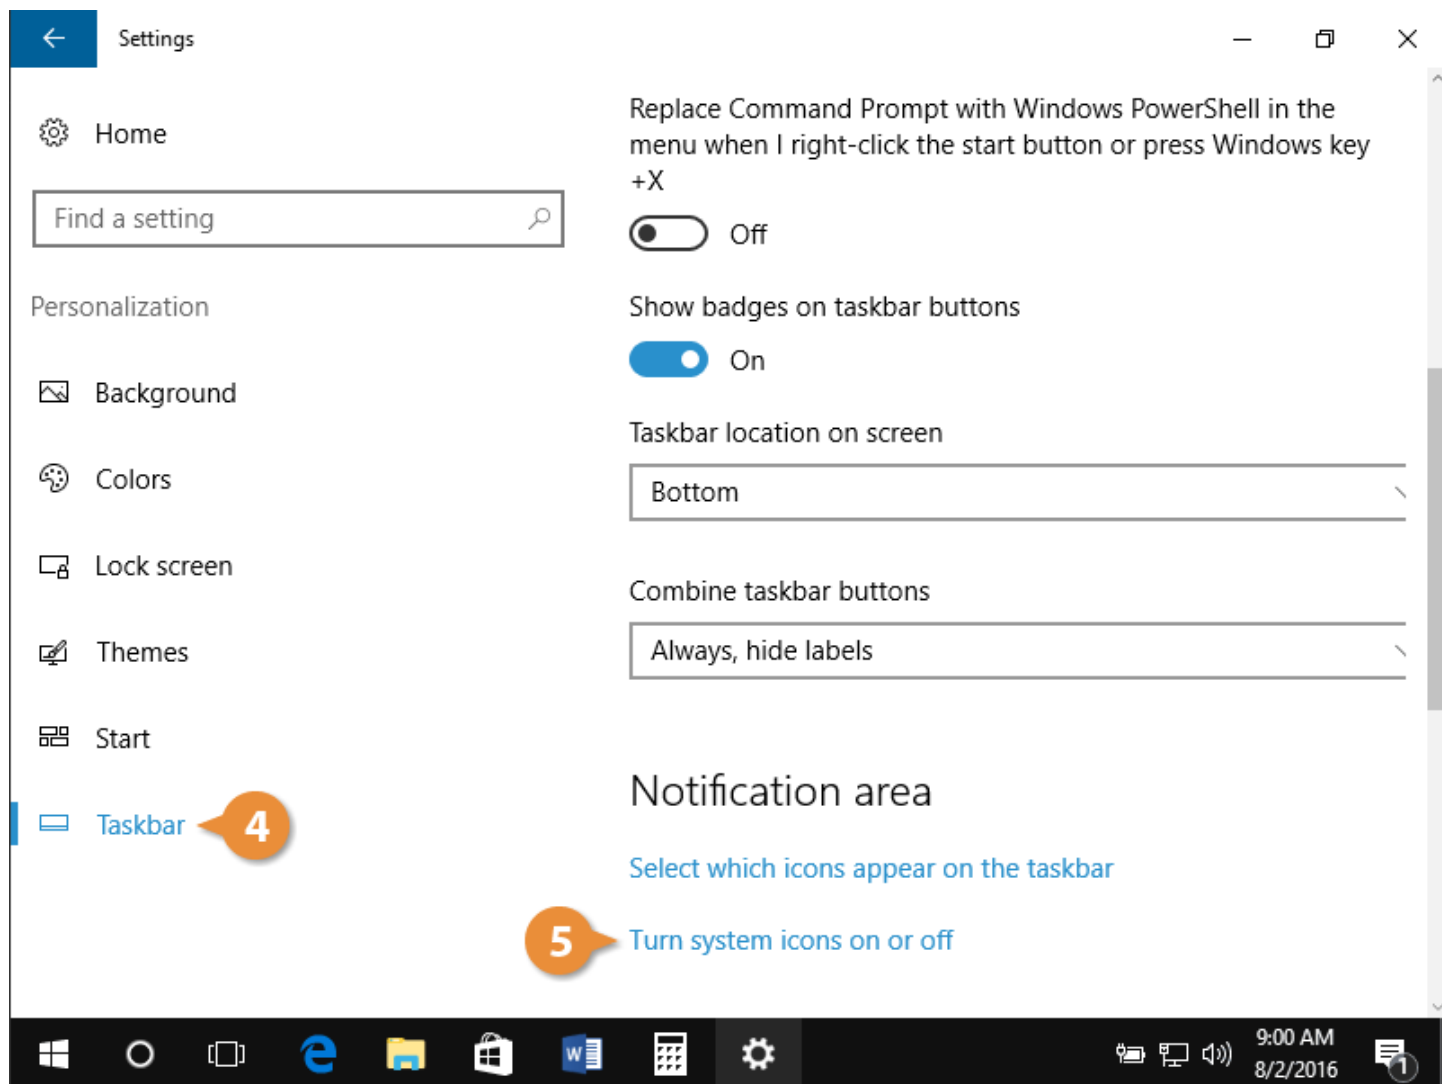 Settings
Home
Find a setting
Personalization
Background
Colors
Lock screen
Themes
Start
Taskbar
4
Replace Command Prompt with Windows PowerShell in the
menu when I right-click the start button or press Windows key
+X
Off
Show badges on taskbar buttons
On
Taskbar location on screen
Bottom
Combine taskbar buttons
Always, hide labels
Notification area
Select which icons appear on the taskbar
5
Turn system icons on or off
W
9:00 AM
8/2/2016
1